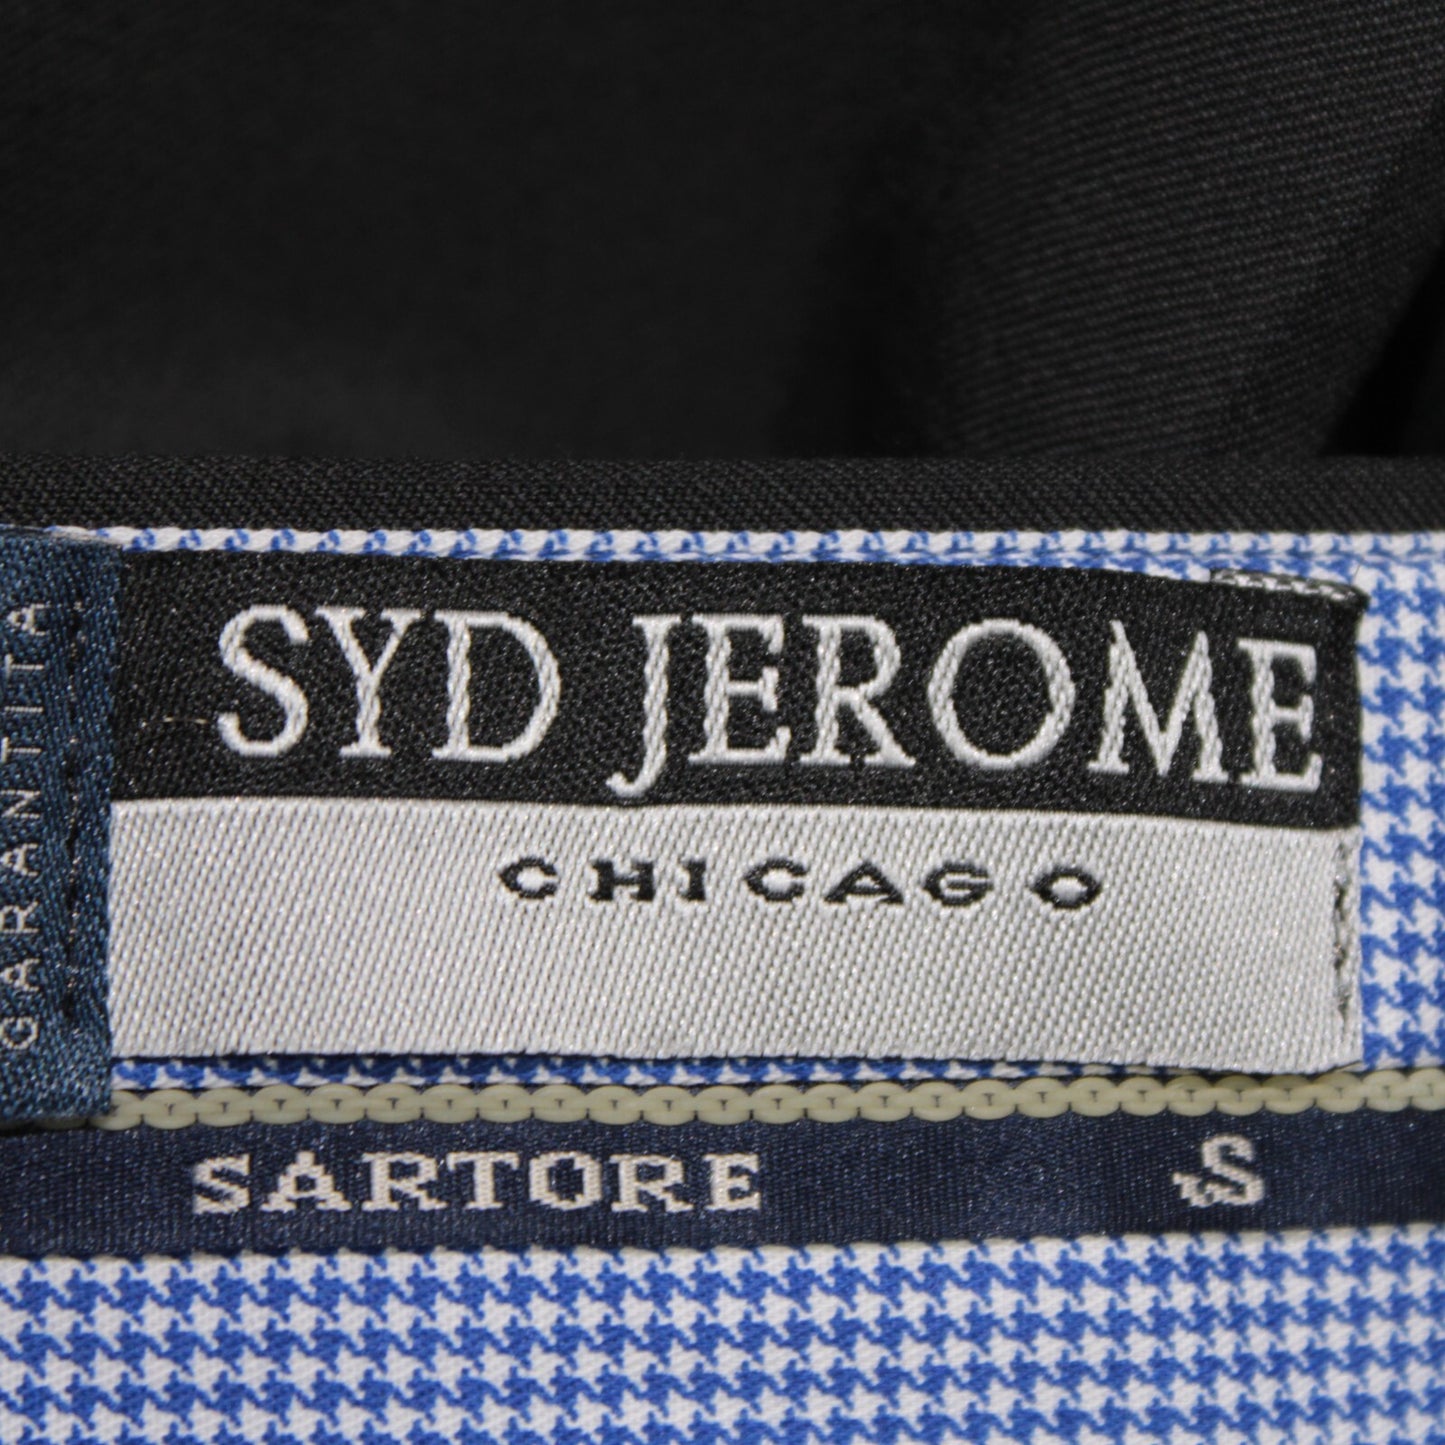 SYD JEROME
CHICAGO
GARANTITA
SARTORE S